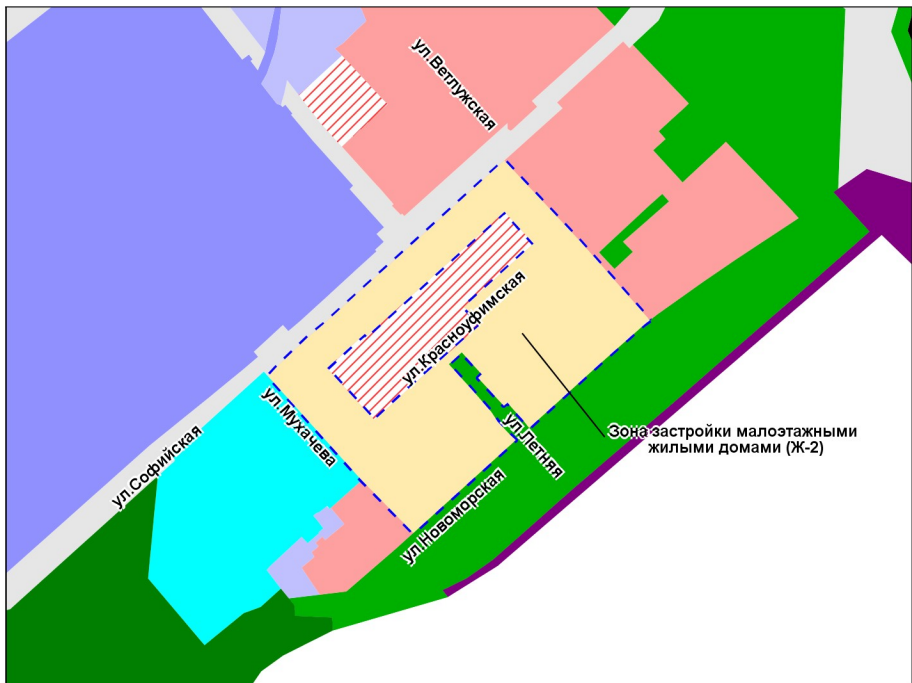 ул.Ветлужская
ул.Красноуфимская
ул.Мухачева
ул.Софийская
ул.Летняя
ул.Новоморская
Зона застройки малоэтажными
жилыми домами (Ж-2)